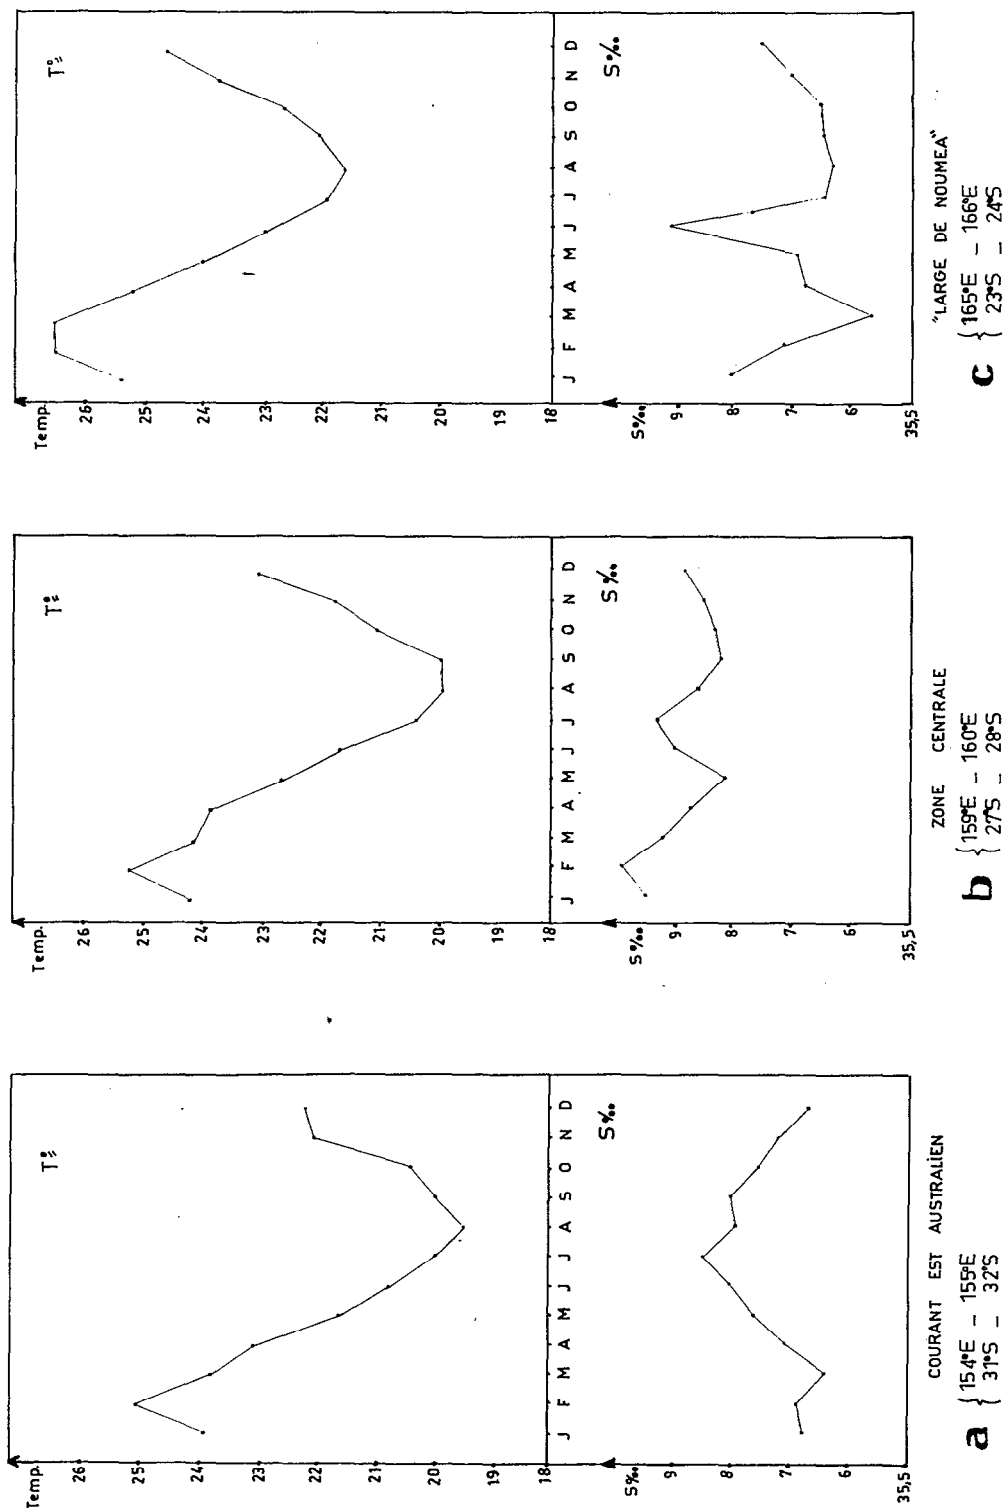 Temp.
T°
26
25
24
23
22
21
20
18
J F M A M J J A S O N D
S‰
S‰
9
8
7
6
35,5
COURANT EST AUSTRALIEN
a { 154°E – 155°E
{ 31°S – 32°S
Temp.
T°
26
25
24
23
22
21
20
18
J F M A M J J A S O N D
S‰
S‰
9
8
7
6
35,5
ZONE CENTRALE
b { 159°E – 160°E
{ 27°S – 28°S
Temp.
T°
26
25
24
23
22
21
20
18
J F M A M J J A S O N D
S‰
S‰
9
8
7
6
35,5
"LARGE DE NOUMEA"
c { 165°E – 166°E
{ 23°S – 24°S